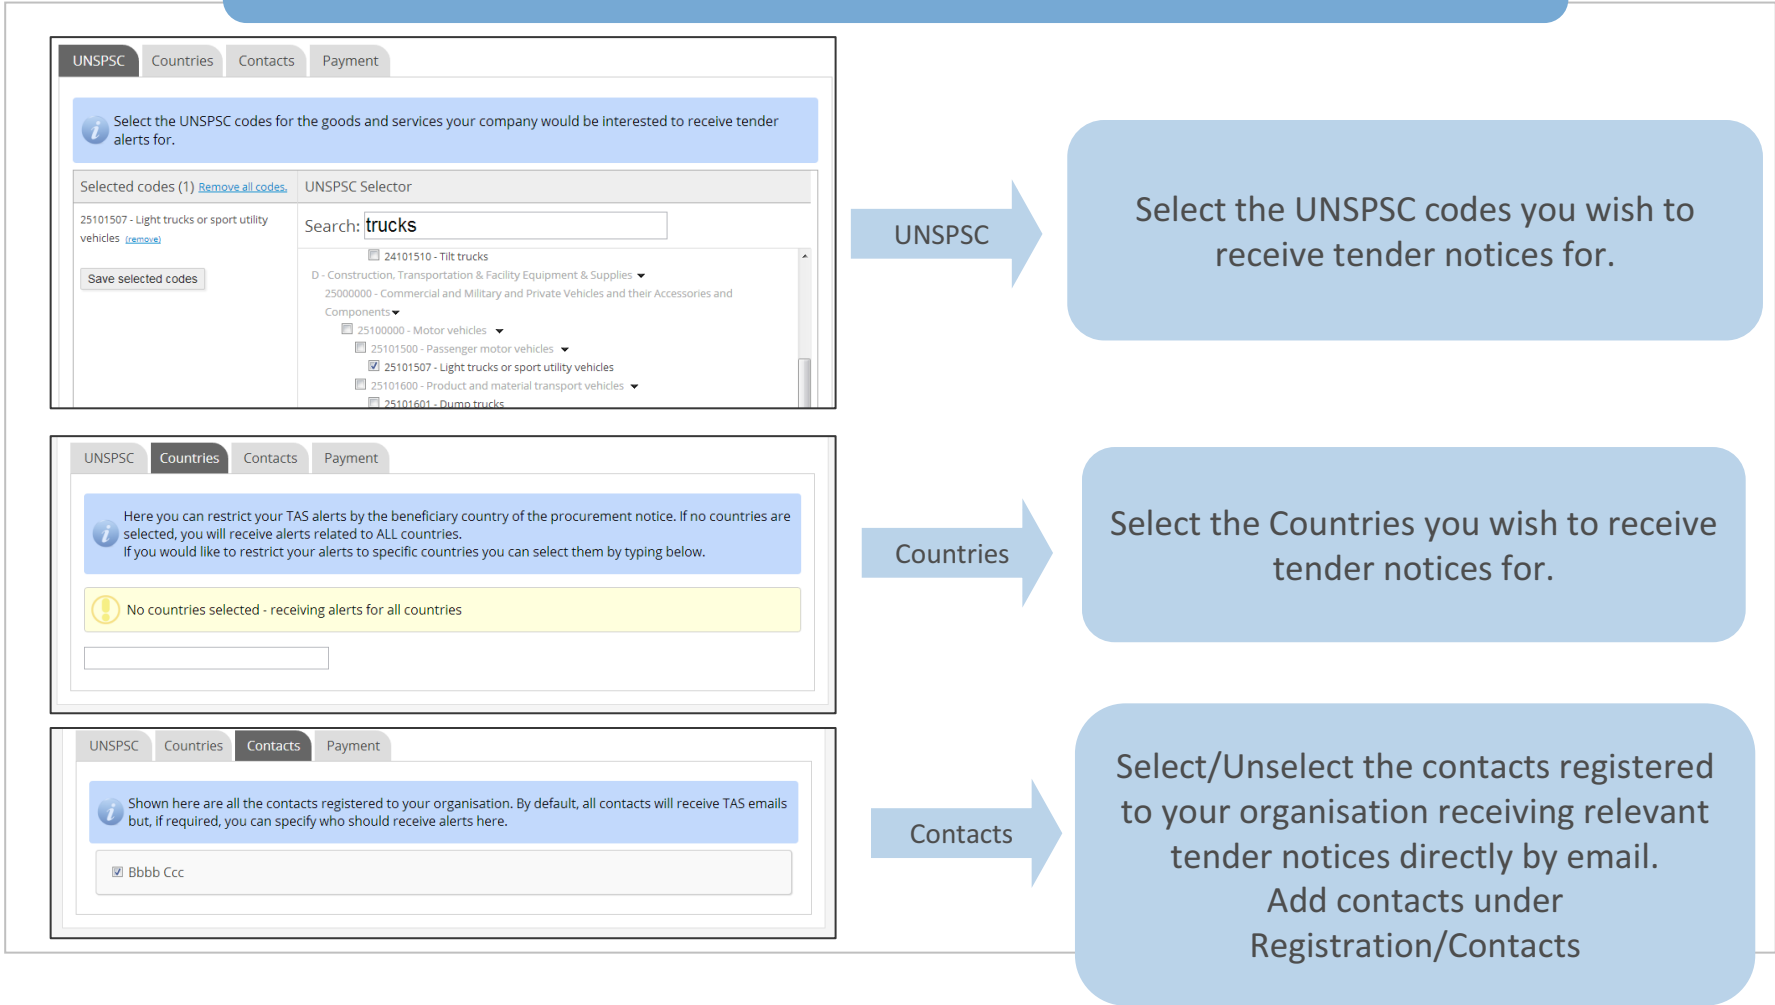 UNSPSC Countries Contacts Payment
Select the UNSPSC codes for the goods and services your company would be interested to receive tender
alerts for.
Selected codes (1) Remove all codes.
25101507 - Light trucks or sport utility
vehicles (remove)
Save selected codes
UNSPSC Selector
Search: trucks
24101510 - Tilt trucks
D - Construction, Transportation & Facility Equipment & Supplies
25000000 - Commercial and Military and Private Vehicles and their Accessories and
Components
25100000 - Motor vehicles
25101500 - Passenger motor vehicles
25101507 - Light trucks or sport utility vehicles
25101600 - Product and material transport vehicles
25101601 - Dump trucks
UNSPSC
Select the UNSPSC codes you wish to
receive tender notices for.
UNSPSC Countries Contacts Payment
Here you can restrict your TAS alerts by the beneficiary country of the procurement notice. If no countries are
selected, you will receive alerts related to ALL countries.
If you would like to restrict your alerts to specific countries you can select them by typing below.
No countries selected - receiving alerts for all countries
Countries
Select the Countries you wish to receive
tender notices for.
UNSPSC Countries Contacts Payment
Shown here are all the contacts registered to your organisation. By default, all contacts will receive TAS emails
but, if required, you can specify who should receive alerts here.
Bbbb Ccc
Contacts
Select/Unselect the contacts registered
to your organisation receiving relevant
tender notices directly by email.
Add contacts under
Registration/Contacts